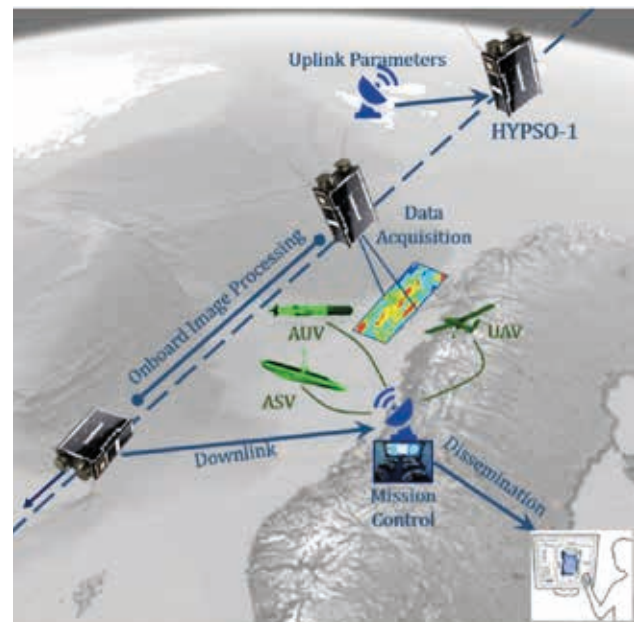 Uplink Parameters
HYPSO-1
Data
Acquisition
Onboard Image Processing
AUV
UAV
ASV
Downlink
Mission
Control
Dissemination